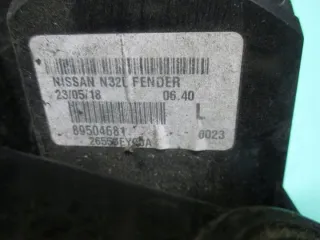 NISSAN N32L FENDER
23/05/18 06.40
L
89504681 0023